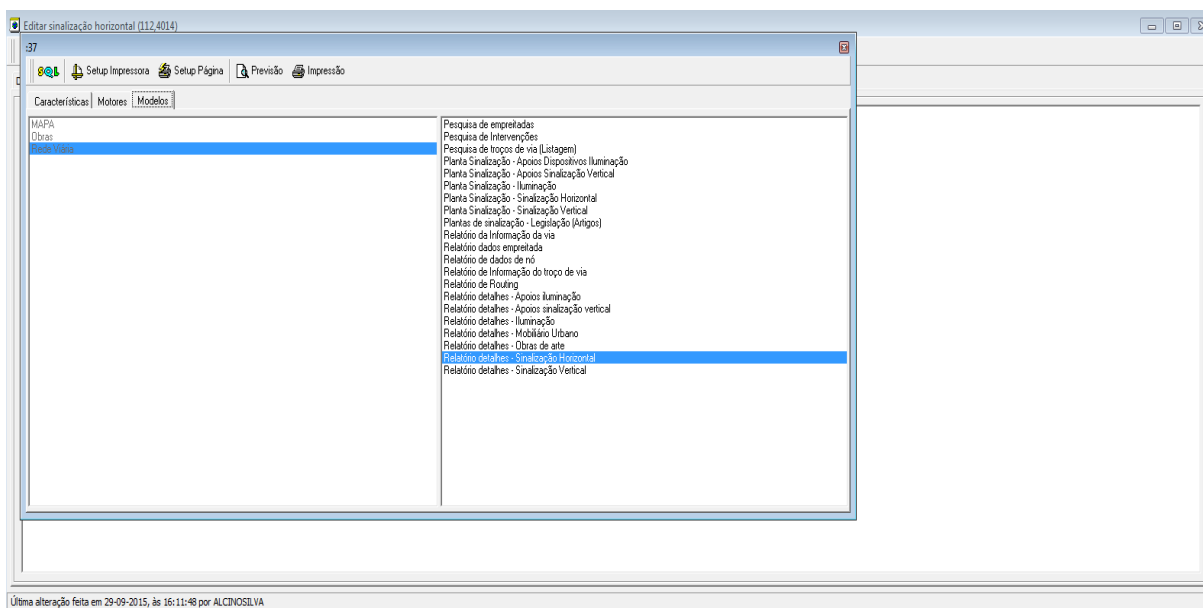 Editar sinalização horizontal (112,4014)
:37
SQL Setup Impressora Setup Página Previsão Impressão
Características Motores Modelos
MAPA
Obras
Rede Viária
Pesquisa de empreitadas
Pesquisa de Intervenções
Pesquisa de troços de via (Listagem)
Planta Sinalização - Apoios Dispositivos Iluminação
Planta Sinalização - Apoios Sinalização Vertical
Planta Sinalização - Iluminação
Planta Sinalização - Sinalização Horizontal
Planta Sinalização - Sinalização Vertical
Plantas de sinalização - Legislação (Artigos)
Relatório da Informação da via
Relatório dados empreitada
Relatório de dados de nó
Relatório de Informação do troço de via
Relatório de Routing
Relatório detalhes - Apoios iluminação
Relatório detalhes - Apoios sinalização vertical
Relatório detalhes - Iluminação
Relatório detalhes - Mobiliário Urbano
Relatório detalhes - Obras de arte
Relatório detalhes - Sinalização Horizontal
Relatório detalhes - Sinalização Vertical
Última alteração feita em 29-09-2015, às 16:11:48 por ALCINOSILVA